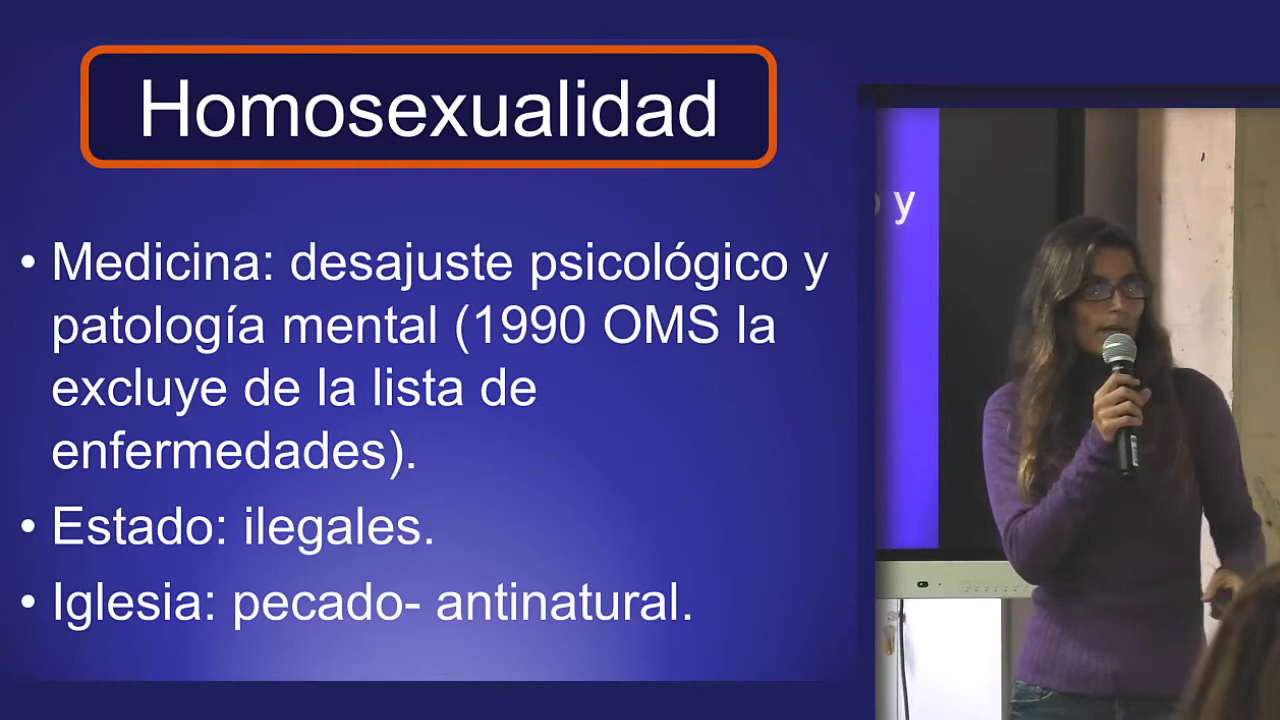 Homosexualidad
• Medicina: desajuste psicológico y
patología mental (1990 OMS la
excluye de la lista de
enfermedades).
• Estado: ilegales.
• Iglesia: pecado- antinatural.
y